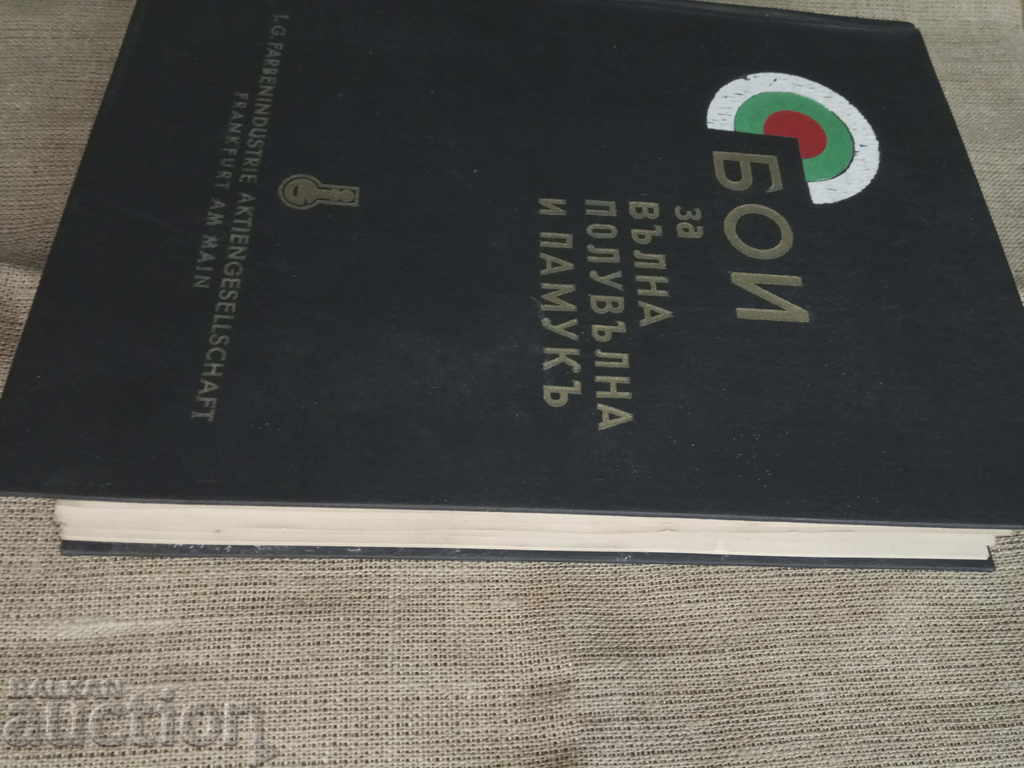 БОИ
за
ВЪЛНА
ПОЛУВЪЛНА
И ПАМУКЪ
I.G. FARBENINDUSTRIE AKTIENGESELLSCHAFT
FRANKFURT AM MAIN
BALKAN
auction